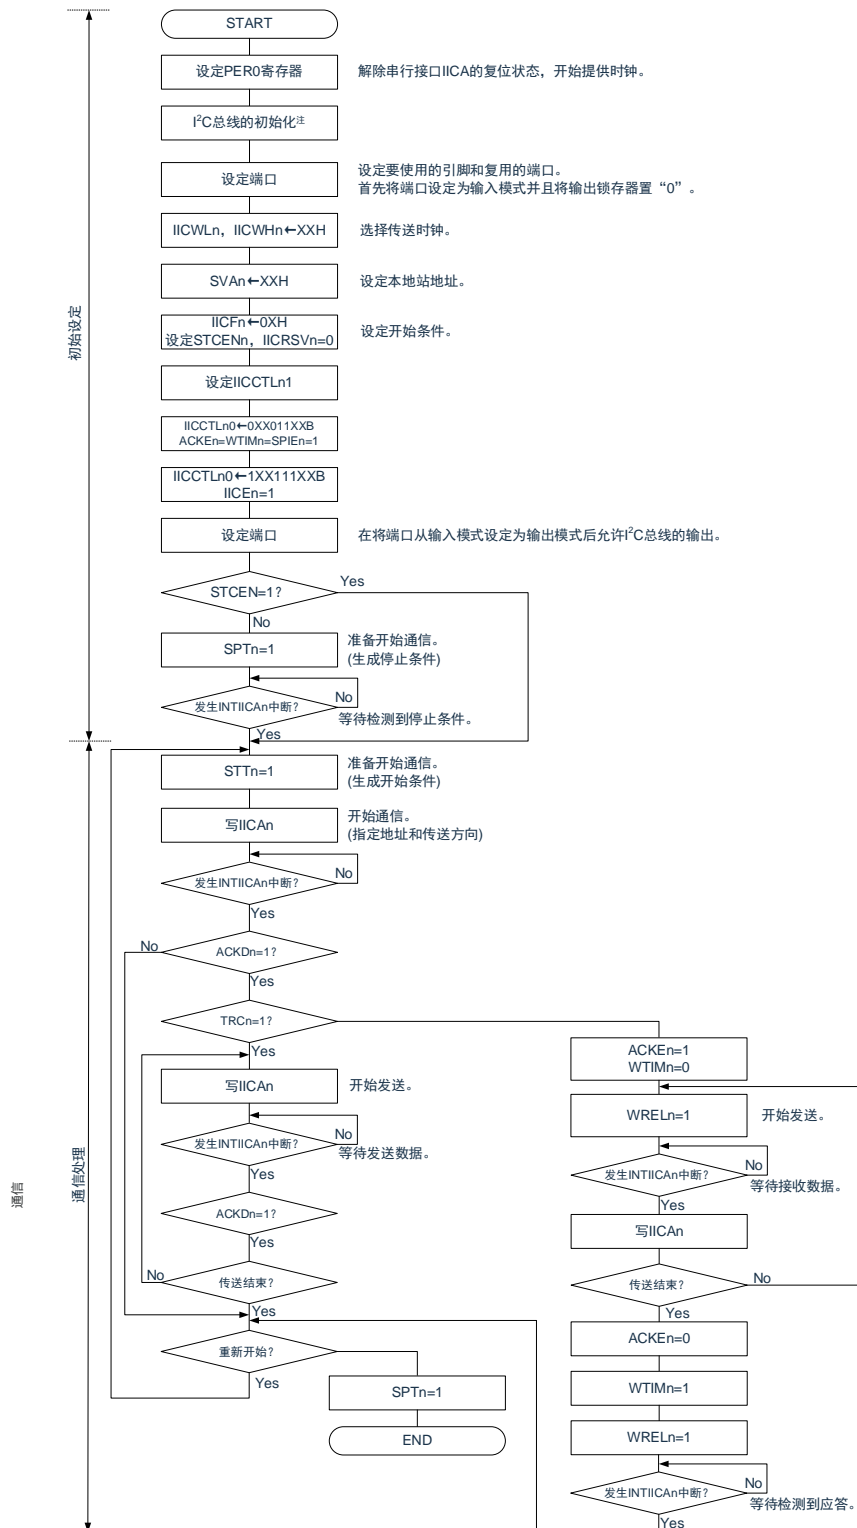 START
设定PER0寄存器
解除串行接口IICA的复位状态，开始提供时钟。
I²C总线的初始化注
设定端口
设定要使用的引脚和复用的端口。
首先将端口设定为输入模式并且将输出锁存器置“0”。
IICWLn，IICWHn←XXH
选择传送时钟。
SVAn←XXH
设定本地站地址。
IICFn←0XH
设定STCENn，IICRSVn=0
设定开始条件。
设定IICCTLn1
IICCTLn0←0XX011XXB
ACKEn=WTIMn=SPIEn=1
IICCTLn0←1XX111XXB
IICEn=1
设定端口
在将端口从输入模式设定为输出模式后允许I²C总线的输出。
STCEN=1？
Yes
No
SPTn=1
准备开始通信。
(生成停止条件)
发生INTIICAn中断？
No
等待检测到停止条件。
Yes
初始设定
STTn=1
准备开始通信。
(生成开始条件)
写IICAn
开始通信。
(指定地址和传送方向)
发生INTIICAn中断？
No
Yes
ACKDn=1？
No
Yes
TRCn=1？
Yes
写IICAn
开始发送。
发生INTIICAn中断？
No
等待发送数据。
Yes
ACKDn=1？
Yes
传送结束？
No
Yes
重新开始？
Yes
SPTn=1
END
ACKEn=1
WTIMn=0
WRELn=1
开始发送。
发生INTIICAn中断？
No
等待接收数据。
Yes
写IICAn
传送结束？
No
Yes
ACKEn=0
WTIMn=1
WRELn=1
发生INTIICAn中断？
No
等待检测到应答。
Yes
通信处理
通信